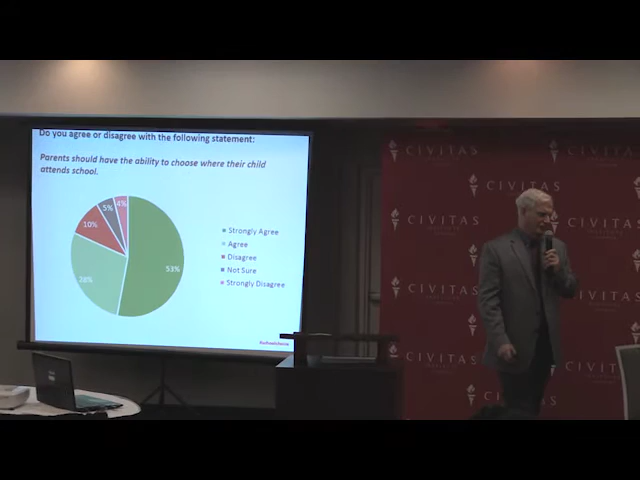 Do you agree or disagree with the following statement:
Parents should have the ability to choose where their child
attends school.
4%
5%
10%
28%
53%
Strongly Agree
Agree
Disagree
Not Sure
Strongly Disagree
CIVITAS
CIVITAS
CIVITAS
CIVITAS
CIVITAS
CIVITAS
CIVITAS
CIVITAS
CIVITAS
CIVITAS